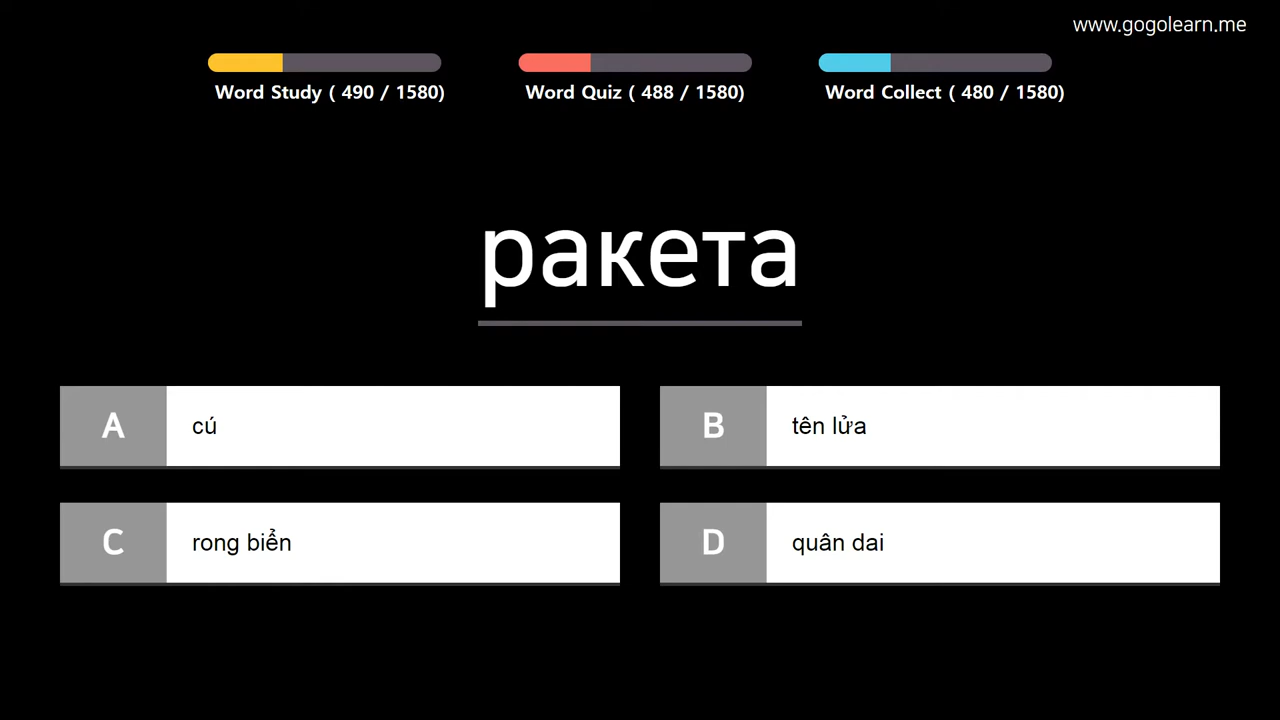 www.gogolearn.me
Word Study ( 490 / 1580)
Word Quiz ( 488 / 1580)
Word Collect ( 480 / 1580)
ракета
A
cú
B
tên lửa
C
rong biển
D
quân dai